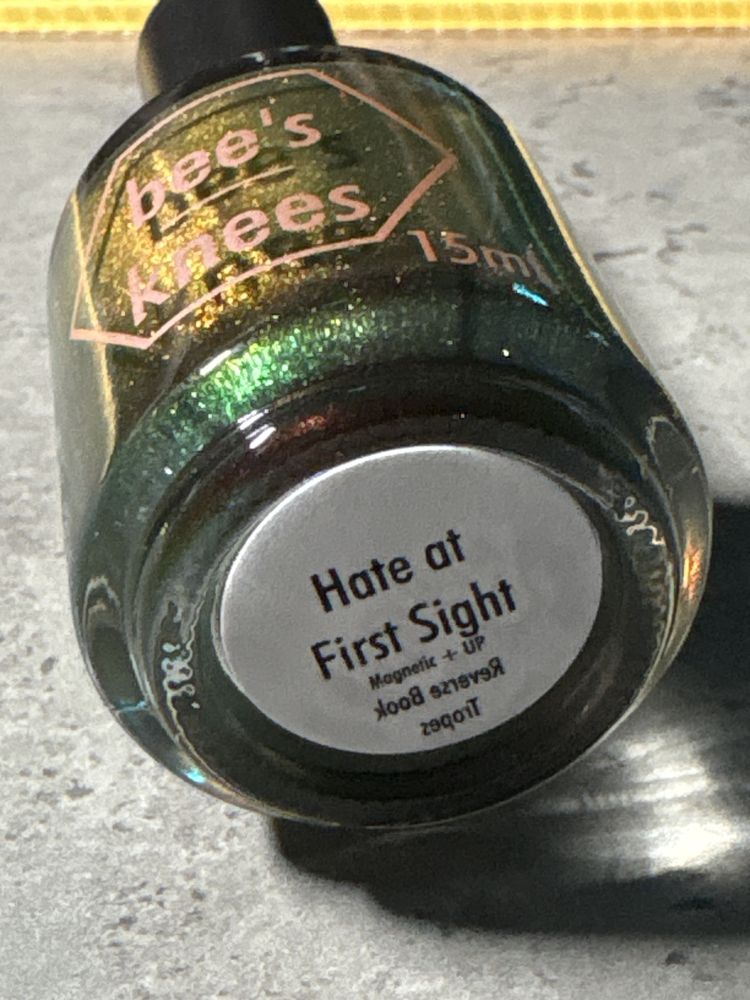 bee's
knees
15ml
Hate at
First Sight
Magnetic + UP
Reverse Book
Tropes